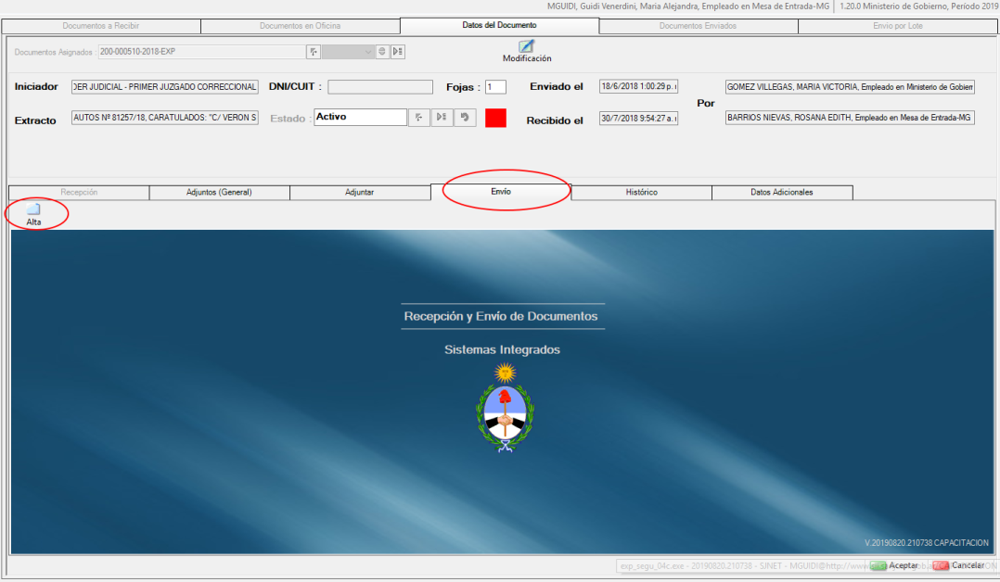 MGUIDI, Guidi Venerdini, Maria Alejandra, Empleado en Mesa de Entrada-MG | 1.20.0 Ministerio de Gobierno, Período 2019
Documentos a Recibir Documentos en Oficina Datos del Documento Documentos Enviados Envio por Lote
Documentos Asignados : 200-000510-2018-EXP
Modificación
Iniciador DER JUDICIAL - PRIMER JUZGADO CORRECCIONAL DNI/CUIT : Fojas : 1 Enviado el 18/6/2018 1:00:29 p. GOMEZ VILLEGAS, MARIA VICTORIA, Empleado en Ministerio de Gobiern
Por
Extracto AUTOS Nº 81257/18, CARATULADOS: "C/ VERON S Estado : Activo Recibido el 30/7/2018 9:54:27 a. BARRIOS NIEVAS, ROSANA EDITH, Empleado en Mesa de Entrada-MG
Recepción Adjuntos (General) Adjuntar Envío Histórico Datos Adicionales
Alta
Recepción y Envío de Documentos
Sistemas Integrados
V.20190820.210738 CAPACITACION
exp_segu_04c.exe - 20190820.210738 - SJNET - MGUIDI@http://www Aceptar Cancelar